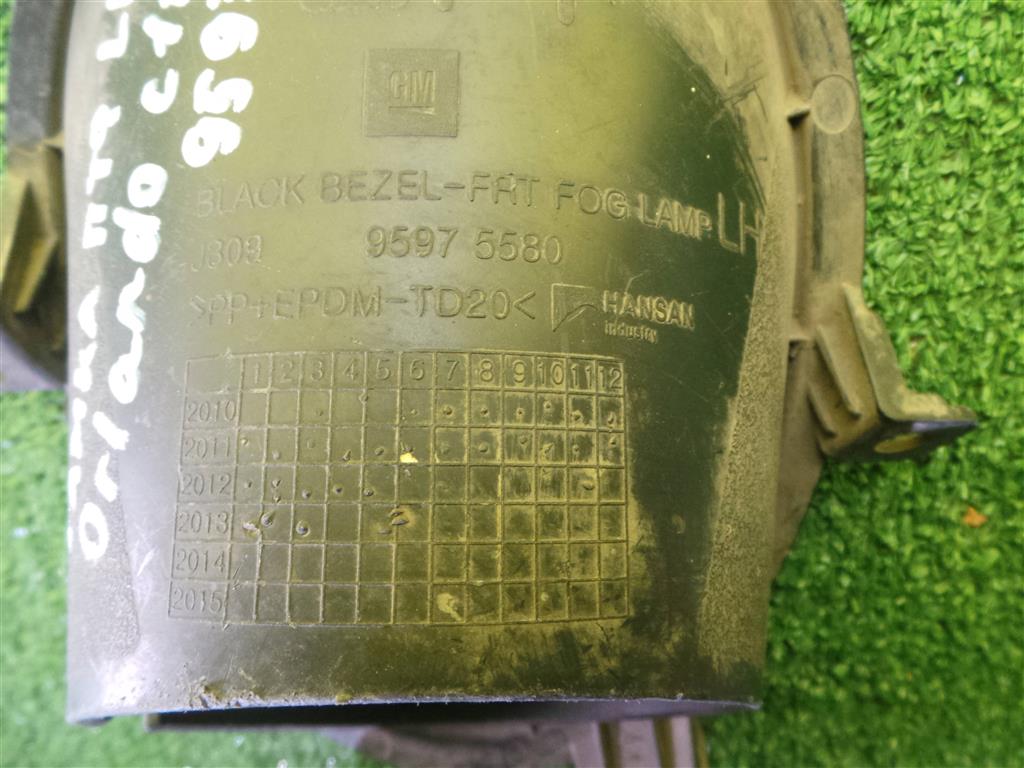 GM
BLACK BEZEL-FRT FOG LAMP LH
J308 9597 5580
>PP+EPDM-TD20<
HANSAN
industry
1 2 3 4 5 6 7 8 9 10 11 12
2010
2011
2012
2013
2014
2015
orlando